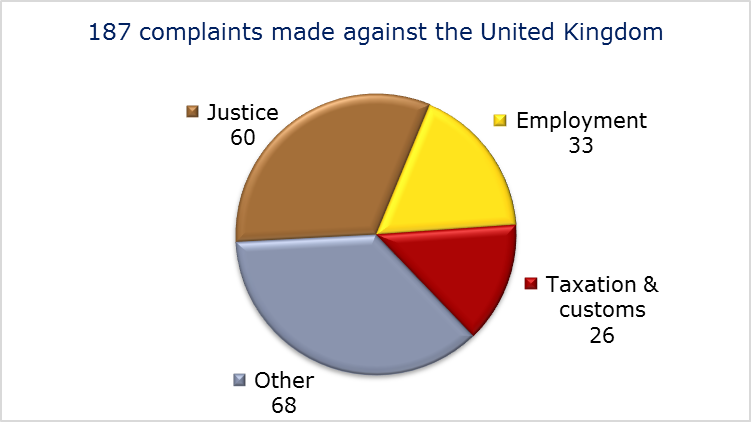 187 complaints made against the United Kingdom
Justice
60
Employment
33
Taxation &
customs
26
Other
68